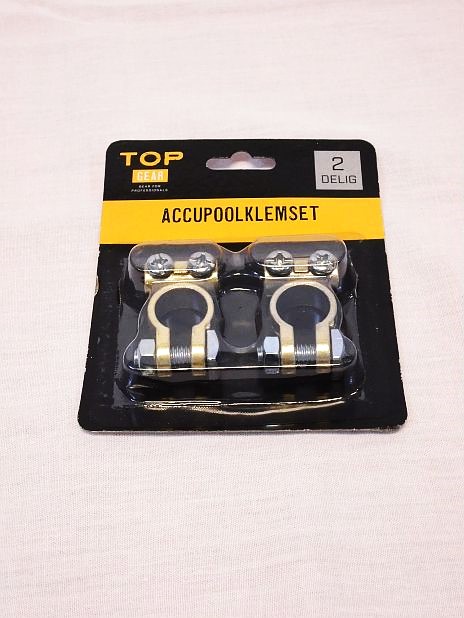 TOP
GEAR
GEAR FOR
PROFESSIONALS
2
DELIG
ACCUPOOLKLEMSET